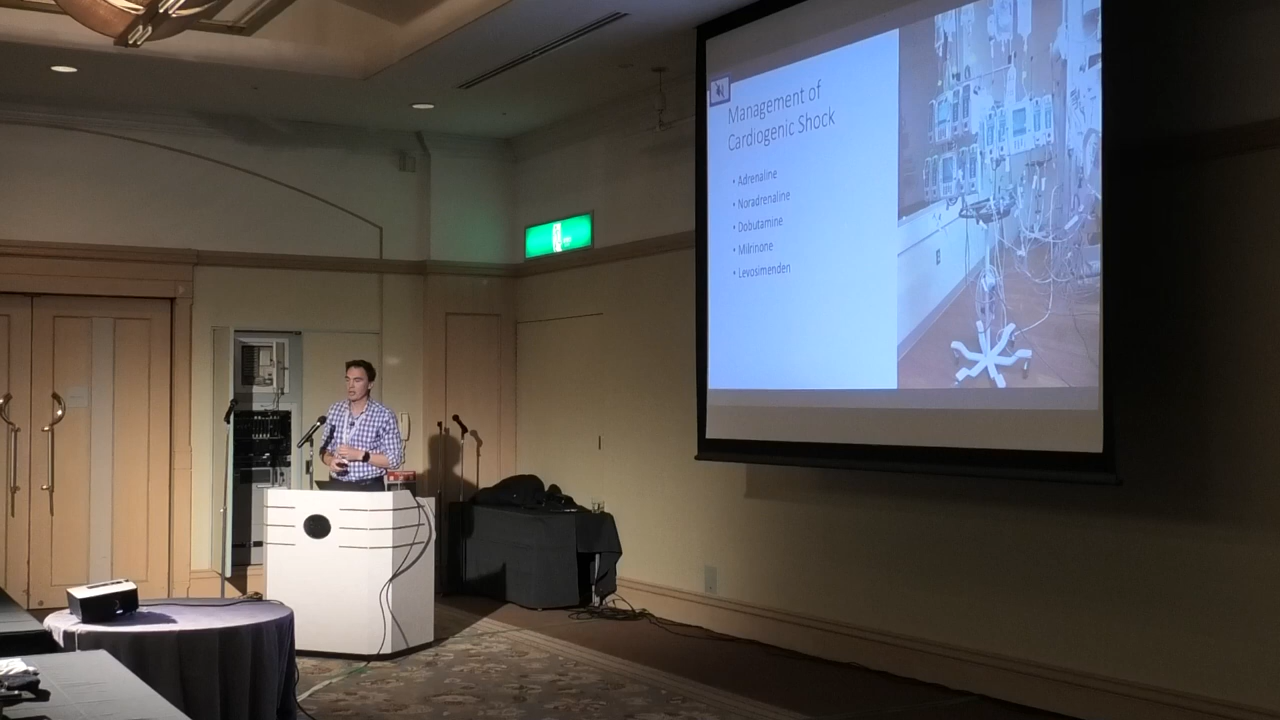 Management of
Cardiogenic Shock
• Adrenaline
• Noradrenaline
• Dobutamine
• Milrinone
• Levosimenden